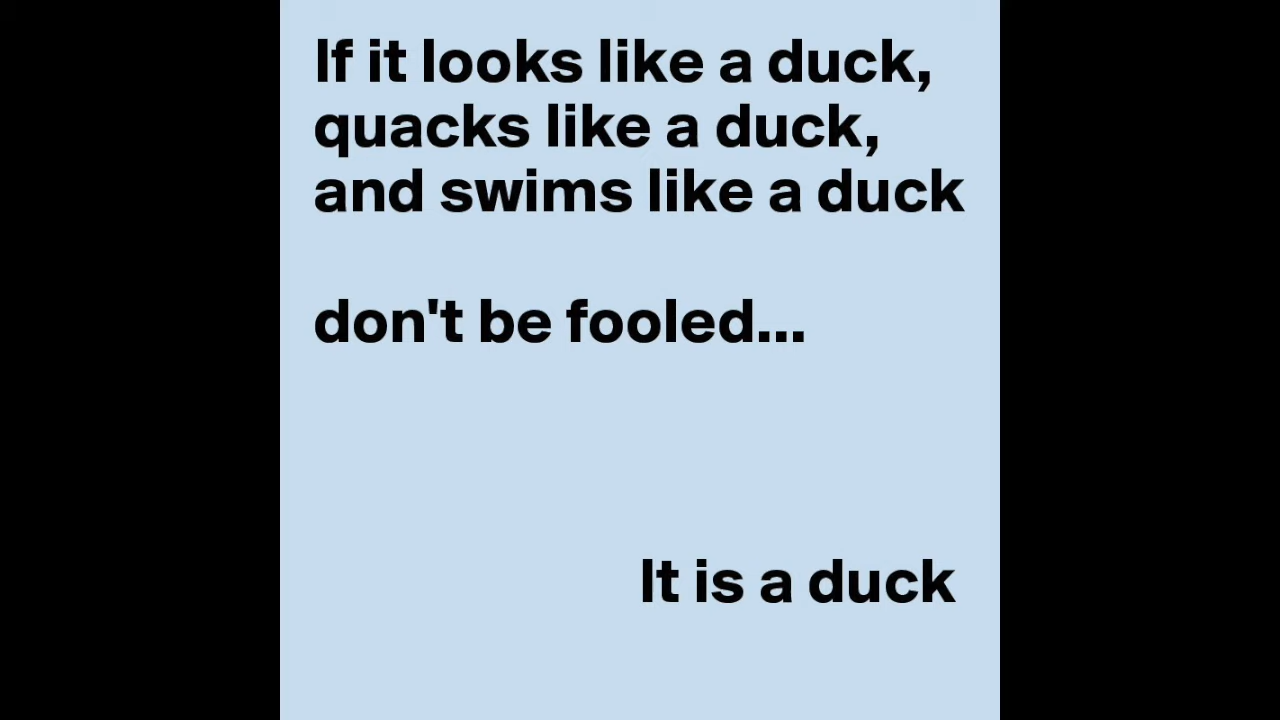 If it looks like a duck,
quacks like a duck,
and swims like a duck
don't be fooled...
It is a duck